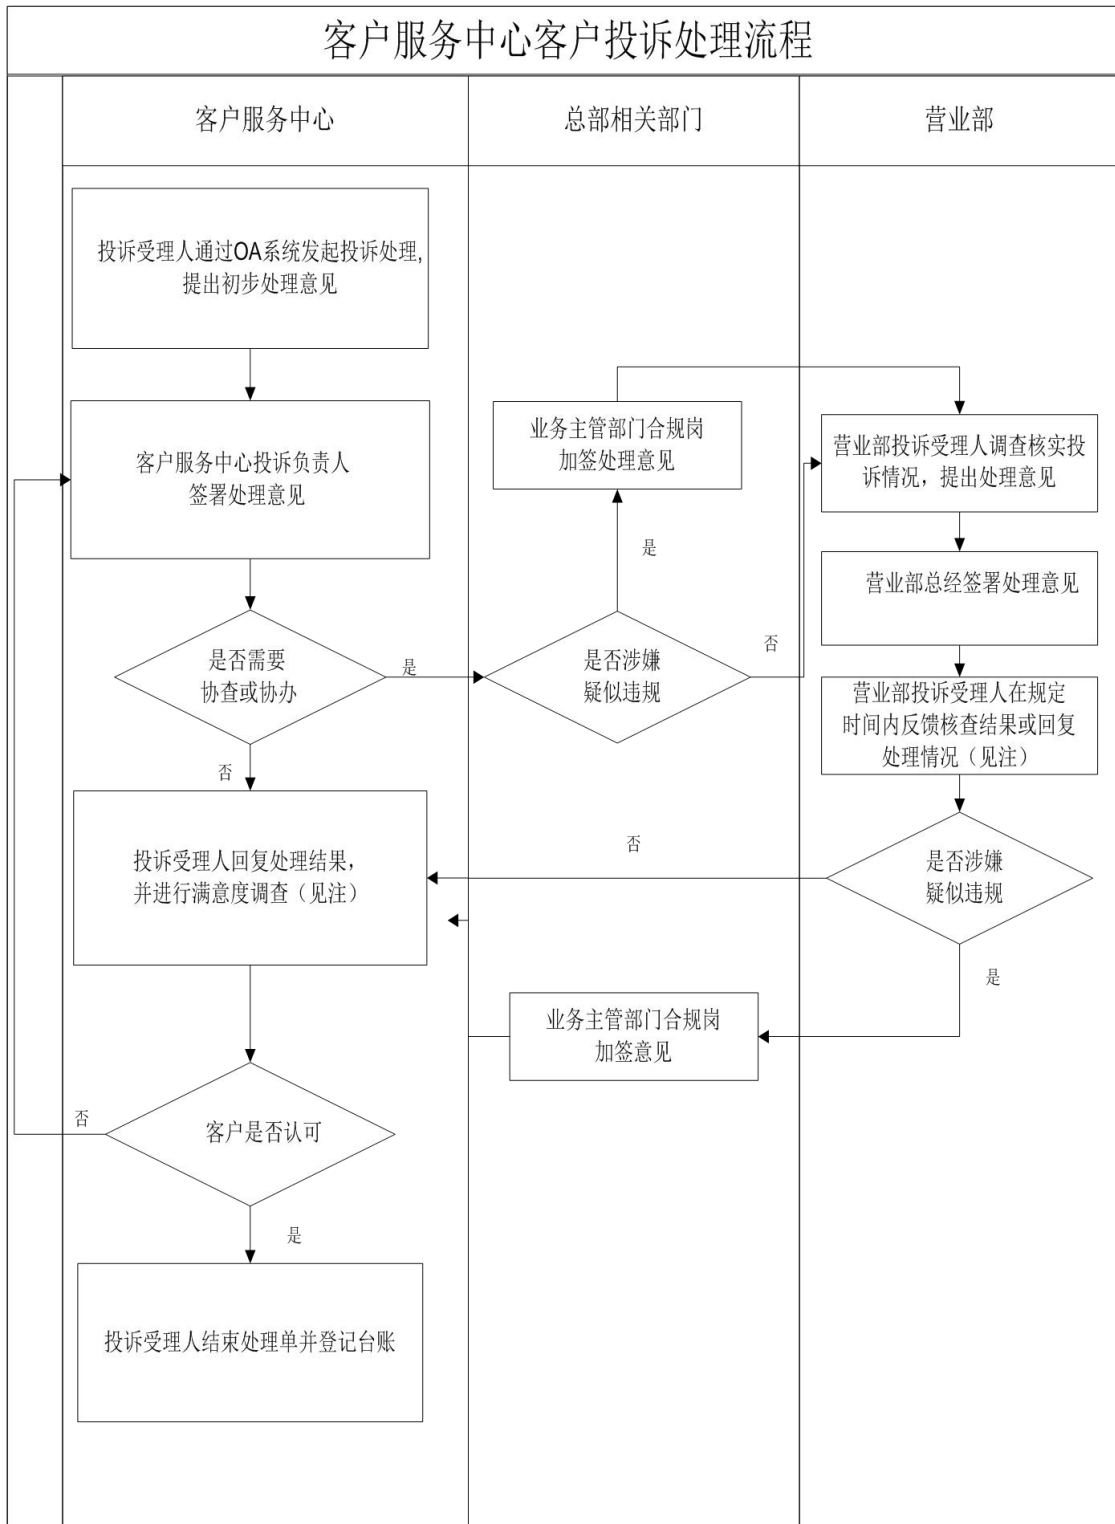 客户服务中心客户投诉处理流程
客户服务中心
总部相关部门
营业部
投诉受理人通过OA系统发起投诉处理,
提出初步处理意见
客户服务中心投诉负责人
签署处理意见
业务主管部门合规岗
加签处理意见
营业部投诉受理人调查核实投
诉情况，提出处理意见
是
营业部总经签署处理意见
是否需要
协查或协办
是
是否涉嫌
疑似违规
否
营业部投诉受理人在规定
时间内反馈核查结果或回复
处理情况（见注）
否
投诉受理人回复处理结果，
并进行满意度调查（见注）
否
是否涉嫌
疑似违规
是
业务主管部门合规岗
加签意见
否
客户是否认可
是
投诉受理人结束处理单并登记台账